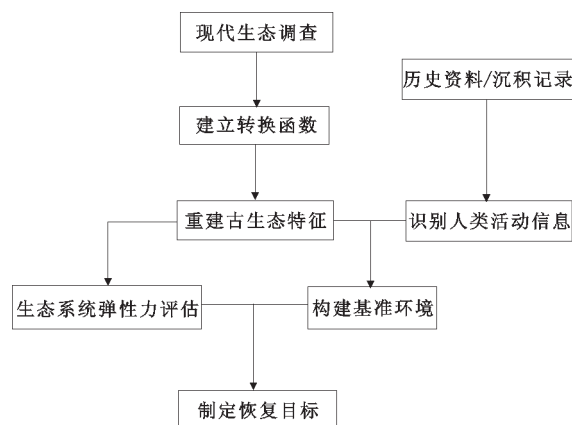 现代生态调查
历史资料/沉积记录
建立转换函数
重建古生态特征
识别人类活动信息
生态系统弹性力评估
构建基准环境
制定恢复目标